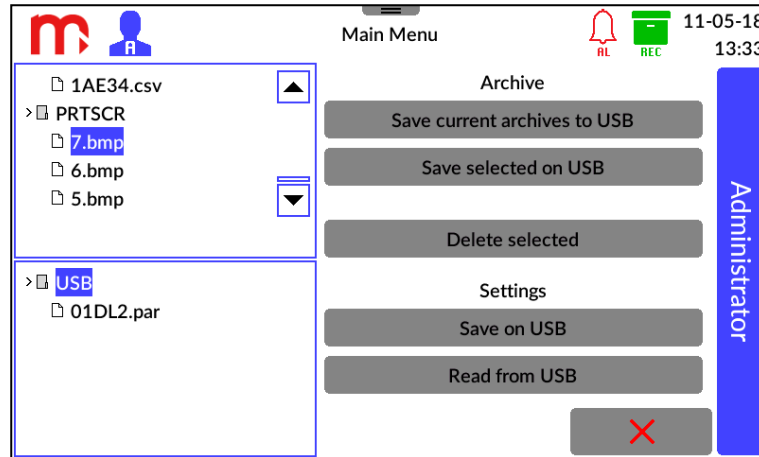 m
A
Main Menu
AL
REC
11-05-18
13:33
1AE34.csv
PRTSCR
7.bmp
6.bmp
5.bmp
USB
01DL2.par
Archive
Save current archives to USB
Save selected on USB
Delete selected
Settings
Save on USB
Read from USB
Administrator